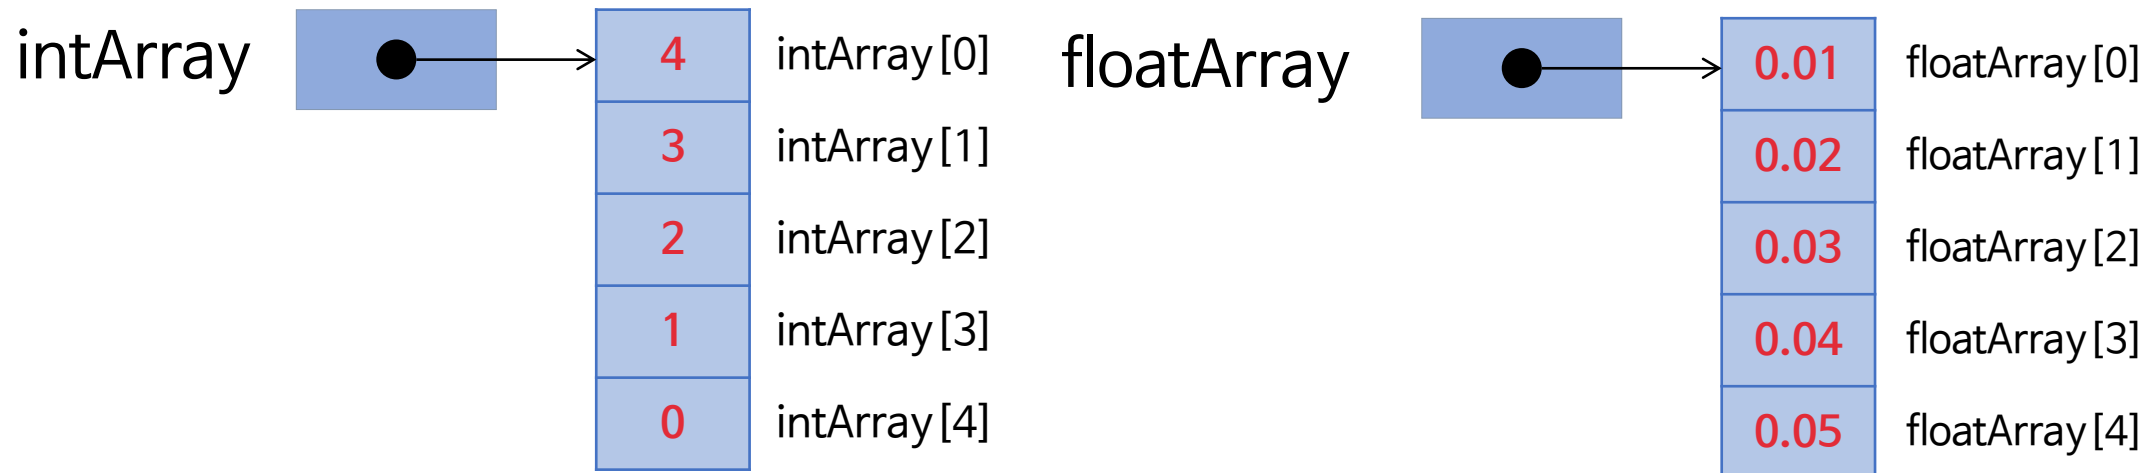 intArray
4 intArray[0]
3 intArray[1]
2 intArray[2]
1 intArray[3]
0 intArray[4]
floatArray
0.01 floatArray[0]
0.02 floatArray[1]
0.03 floatArray[2]
0.04 floatArray[3]
0.05 floatArray[4]